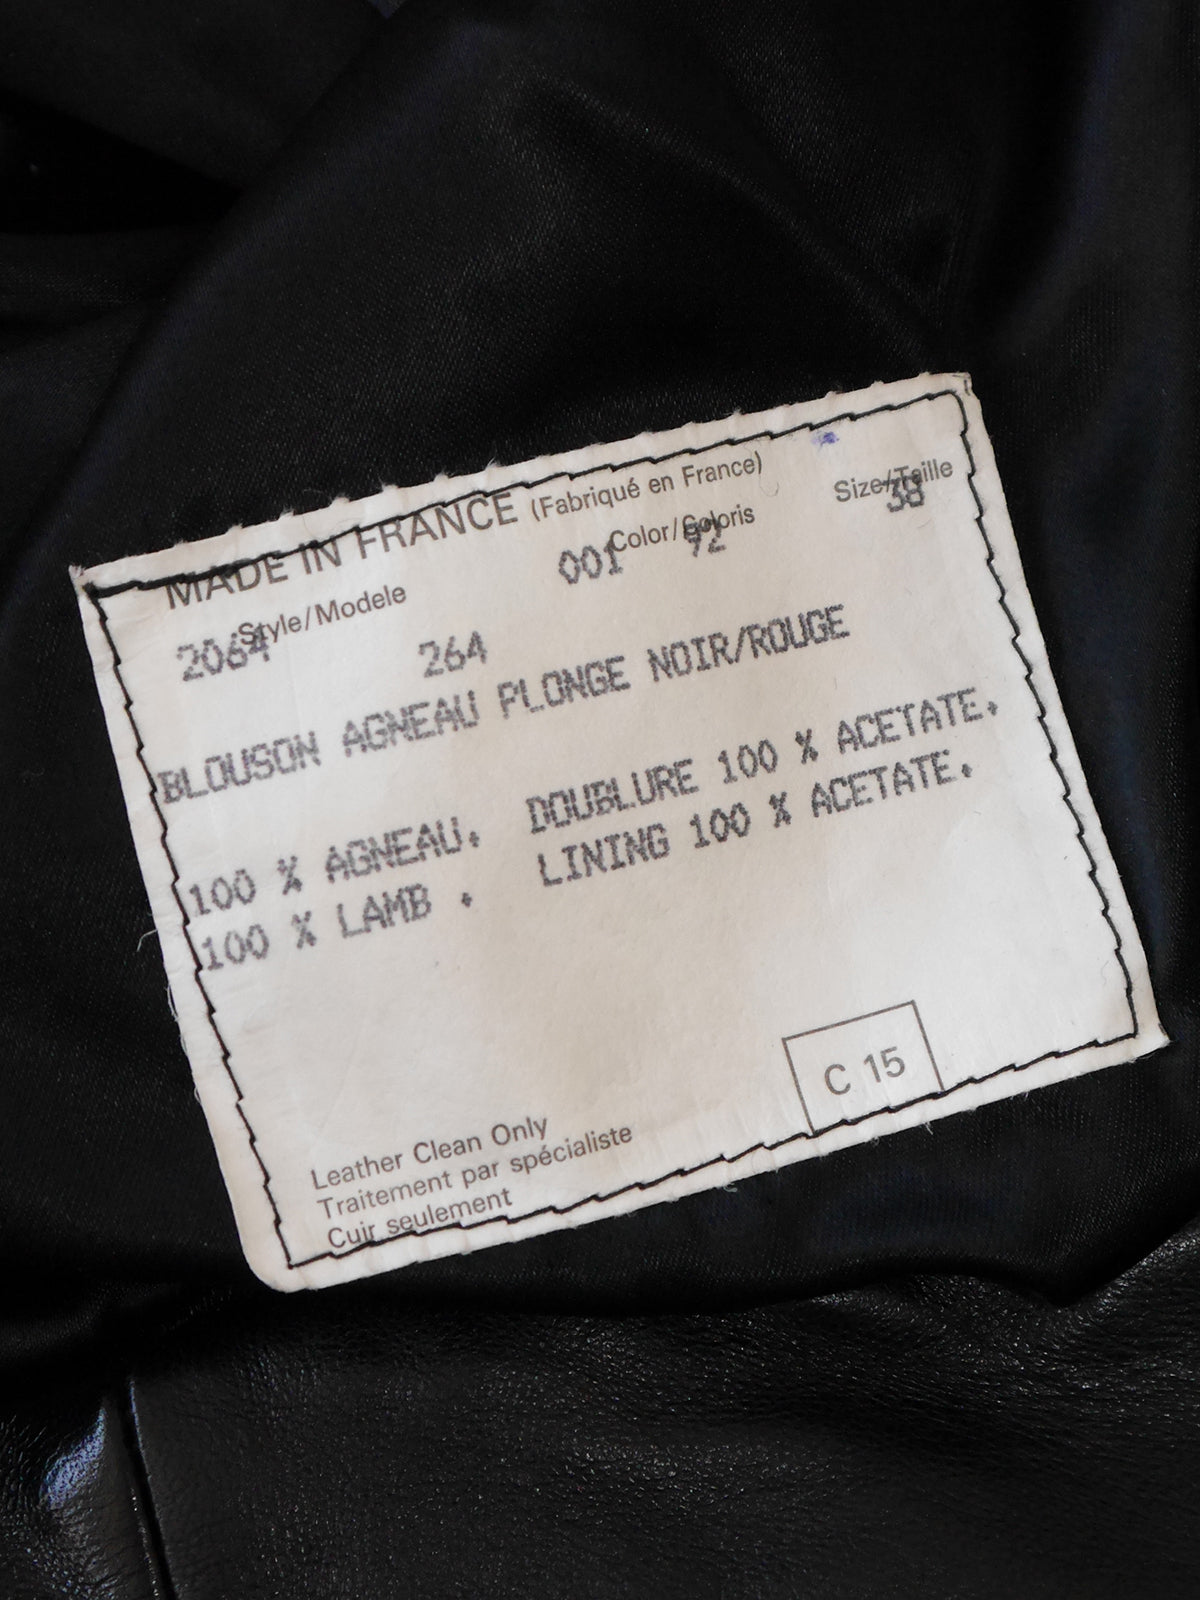 MADE IN FRANCE (Fabriqué en France)
Style/Modele Color/Coloris Size/Taille
2064 264 001 92 38
BLOUSON AGNEAU PLONGE NOIR/ROUGE
100 % AGNEAU. DOUBLURE 100 % ACETATE.
100 % LAMB . LINING 100 % ACETATE.
C 15
Leather Clean Only
Traitement par spécialiste
Cuir seulement